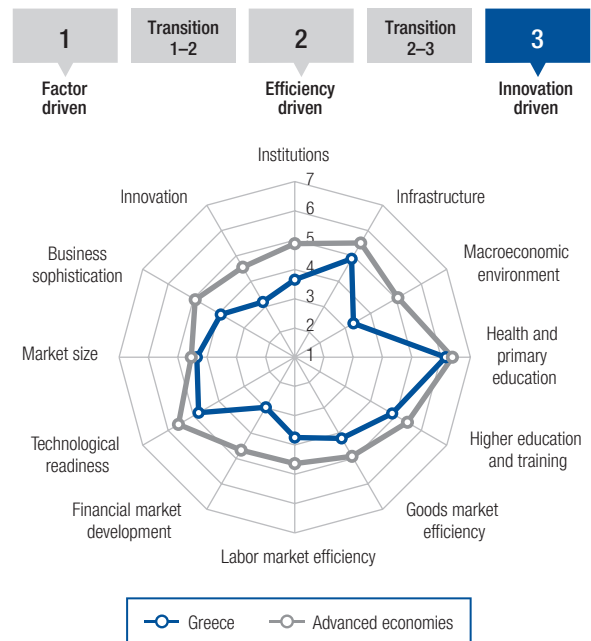 1
Transition
1–2
2
Transition
2–3
3
Factor
driven
Efficiency
driven
Innovation
driven
Institutions
7
Innovation
Infrastructure
6
5
Business
sophistication
Macroeconomic
environment
4
3
2
Market size
1
Health and
primary
education
Technological
readiness
Higher education
and training
Financial market
development
Goods market
efficiency
Labor market efficiency
Greece
Advanced economies